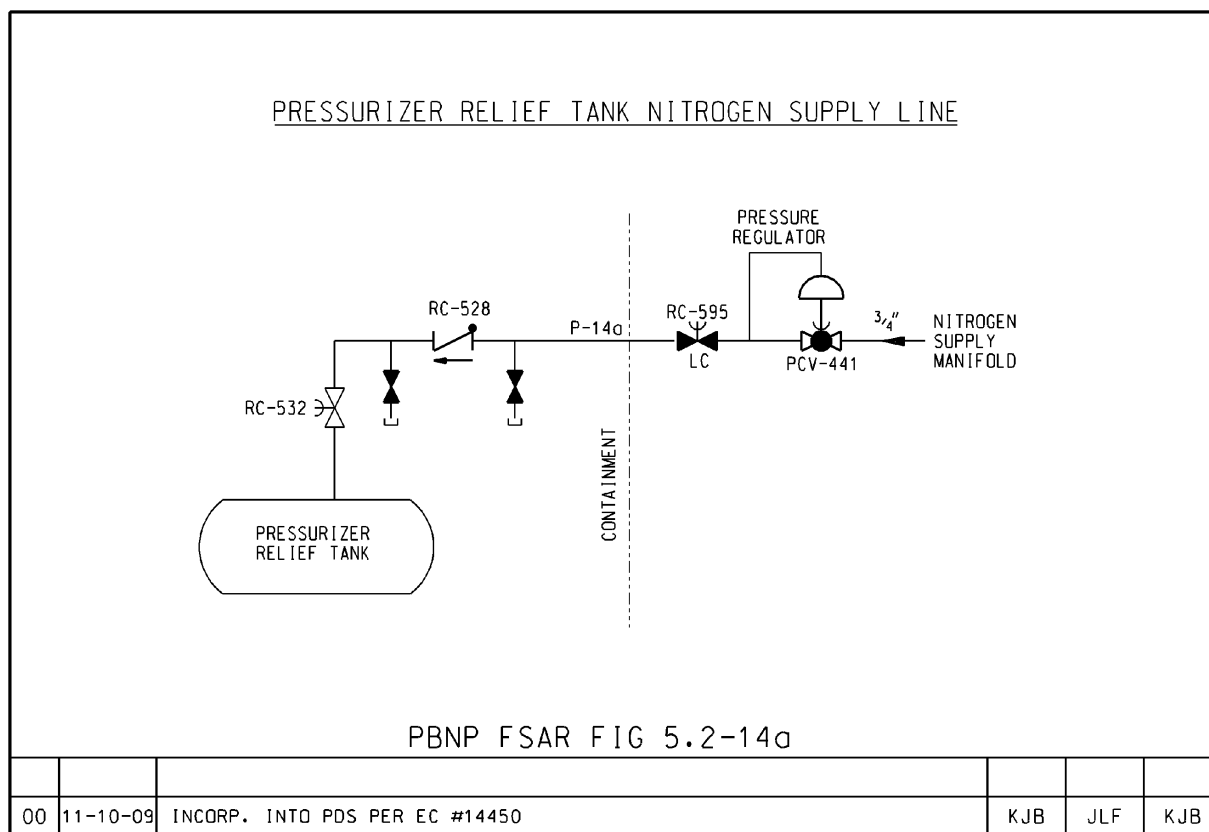 PRESSURIZER RELIEF TANK NITROGEN SUPPLY LINE
PRESSURE
REGULATOR
RC-528
P-14a
RC-595
LC
PCV-441
3/4"
NITROGEN
SUPPLY
MANIFOLD
RC-532
CONTAINMENT
PRESSURIZER
RELIEF TANK
PBNP FSAR FIG 5.2-14a
00 11-10-09 INCORP. INTO PDS PER EC #14450 KJB JLF KJB